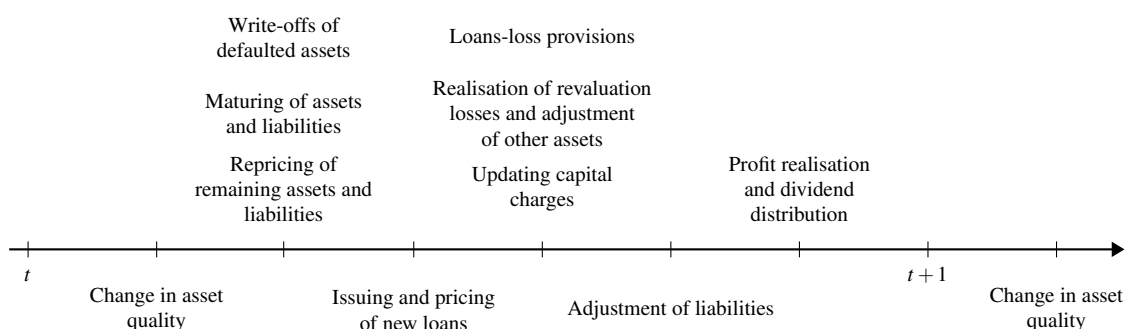 Write-offs of
defaulted assets
Loans-loss provisions
Maturing of assets
and liabilities
Realisation of revaluation
losses and adjustment
of other assets
Repricing of
remaining assets and
liabilities
Updating capital
charges
Profit realisation
and dividend
distribution
t
t + 1
Change in asset
quality
Issuing and pricing
of new loans
Adjustment of liabilities
Change in asset
quality